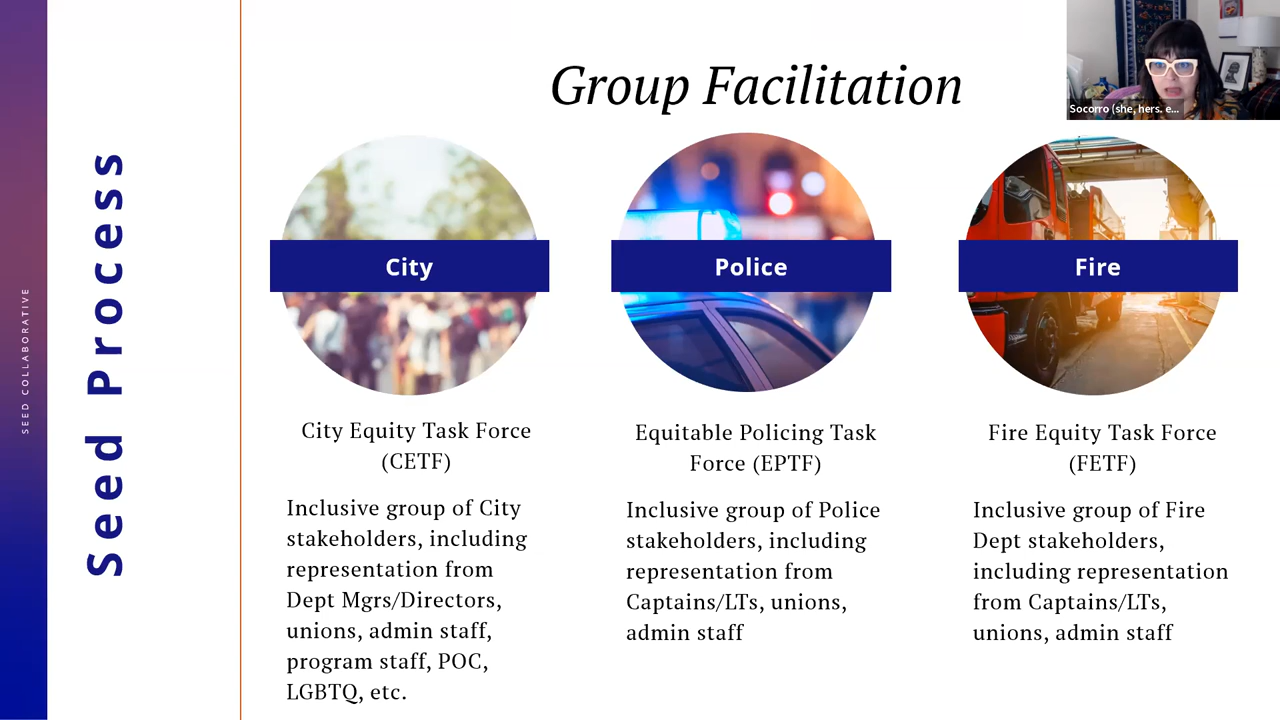 SEED COLLABORATIVE
Seed Process
Group Facilitation
Socorro (she, hers. e...
City
City Equity Task Force
(CETF)
Inclusive group of City
stakeholders, including
representation from
Dept Mgrs/Directors,
unions, admin staff,
program staff, POC,
LGBTQ, etc.
Police
Equitable Policing Task
Force (EPTF)
Inclusive group of Police
stakeholders, including
representation from
Captains/LTs, unions,
admin staff
Fire
Fire Equity Task Force
(FETF)
Inclusive group of Fire
Dept stakeholders,
including representation
from Captains/LTs,
unions, admin staff